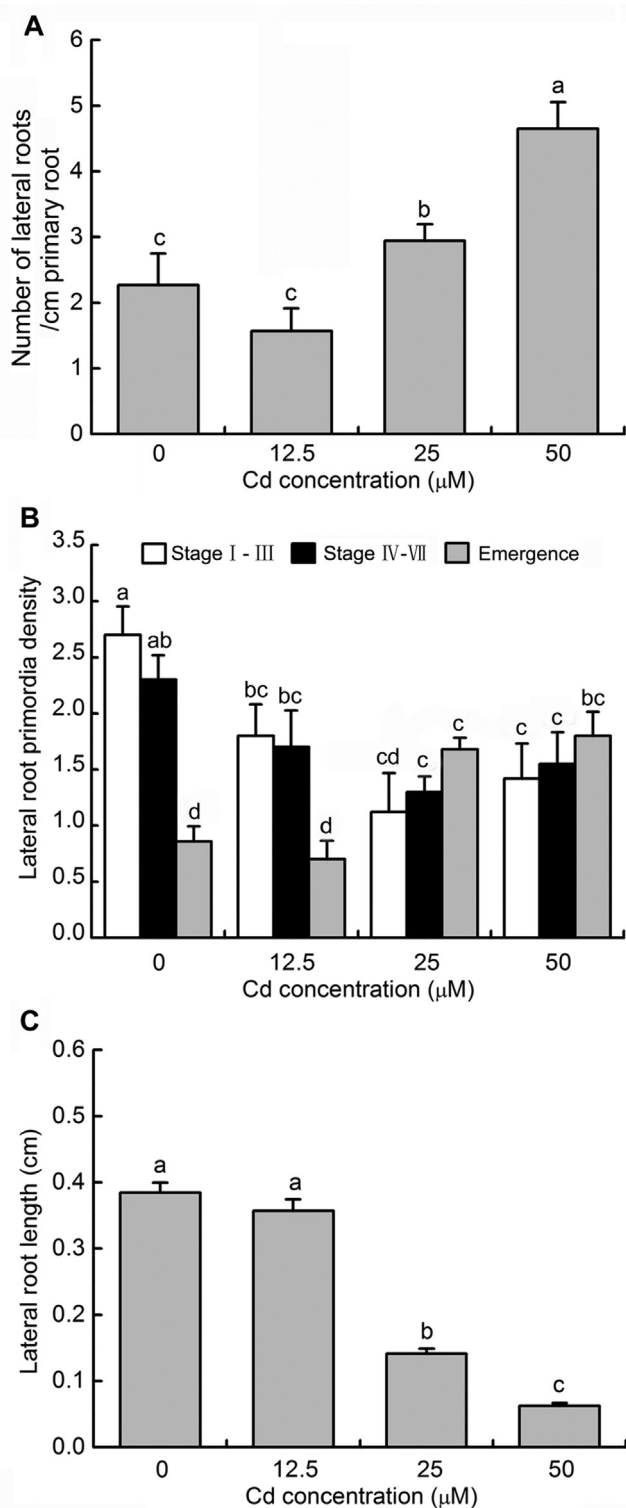 A
Number of lateral roots
/cm primary root
6
5
4
3
2
1
0
c
c
b
a
0 12.5 25 50
Cd concentration (μM)
B
Lateral root primordia density
3.5
3.0
2.5
2.0
1.5
1.0
0.5
0.0
Stage Ⅰ - Ⅲ Stage Ⅳ-Ⅶ Emergence
a
ab
d
bc bc
d
cd c c
c c bc
0 12.5 25 50
Cd concentration (μM)
C
Lateral root length (cm)
0.6
0.5
0.4
0.3
0.2
0.1
0.0
a
a
b
c
0 12.5 25 50
Cd concentration (μM)